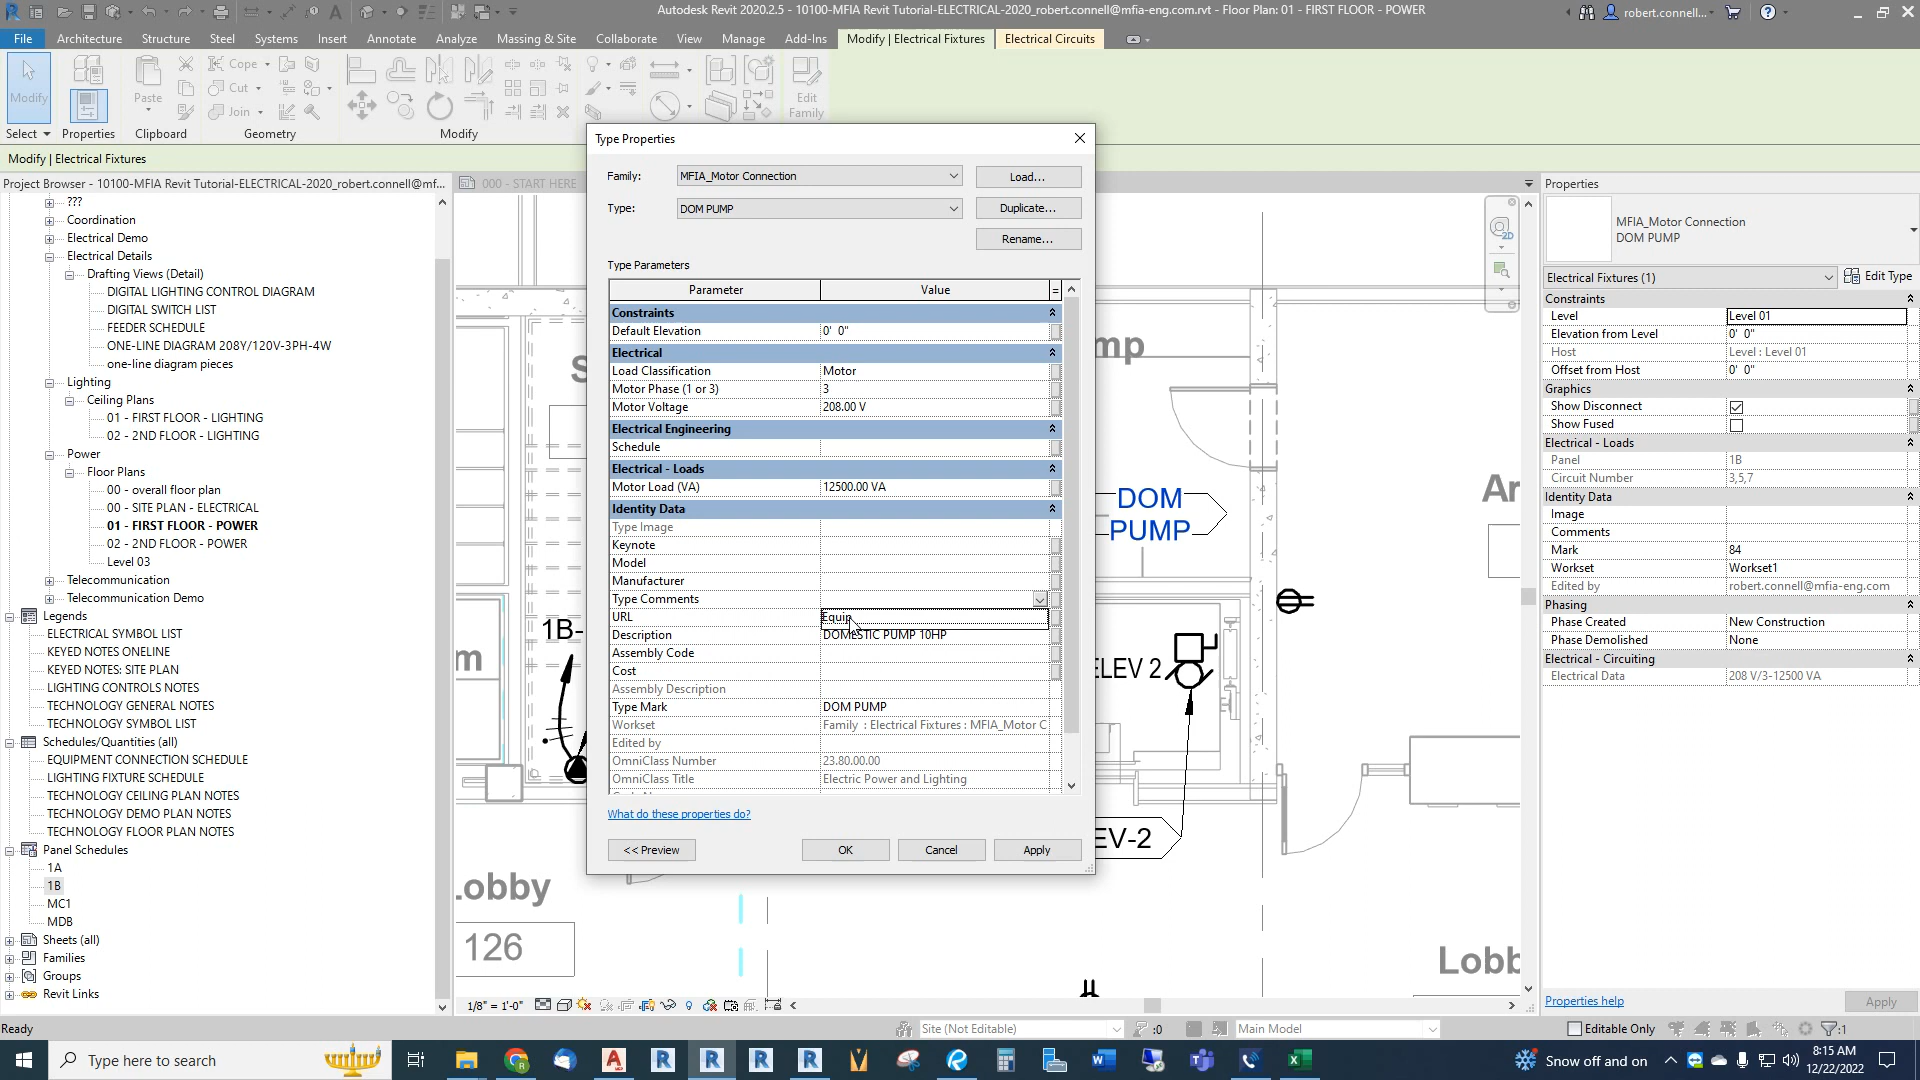 Autodesk Revit 2020.2.5 - 10100-MFIA Revit Tutorial-ELECTRICAL-2020_robert.connell@mfia-eng.com.rvt - Floor Plan: 01 - FIRST FLOOR - POWER
robert.connell...
File Architecture Structure Steel Systems Insert Annotate Analyze Massing & Site Collaborate View Manage Add-Ins Modify | Electrical Fixtures Electrical Circuits
Modify
Paste
Cope
Cut
Join
Edit
Family
Select Properties Clipboard Geometry Modify
Modify | Electrical Fixtures
Project Browser - 10100-MFIA Revit Tutorial-ELECTRICAL-2020_robert.connell@mf...
???
Coordination
Electrical Demo
Electrical Details
Drafting Views (Detail)
DIGITAL LIGHTING CONTROL DIAGRAM
DIGITAL SWITCH LIST
FEEDER SCHEDULE
ONE-LINE DIAGRAM 208Y/120V-3PH-4W
one-line diagram pieces
Lighting
Ceiling Plans
01 - FIRST FLOOR - LIGHTING
02 - 2ND FLOOR - LIGHTING
Power
Floor Plans
00 - overall floor plan
00 - SITE PLAN - ELECTRICAL
01 - FIRST FLOOR - POWER
02 - 2ND FLOOR - POWER
Level 03
Telecommunication
Telecommunication Demo
Legends
ELECTRICAL SYMBOL LIST
KEYED NOTES ONELINE
KEYED NOTES: SITE PLAN
LIGHTING CONTROLS NOTES
TECHNOLOGY GENERAL NOTES
TECHNOLOGY SYMBOL LIST
Schedules/Quantities (all)
EQUIPMENT CONNECTION SCHEDULE
LIGHTING FIXTURE SCHEDULE
TECHNOLOGY CEILING PLAN NOTES
TECHNOLOGY DEMO PLAN NOTES
TECHNOLOGY FLOOR PLAN NOTES
Panel Schedules
1A
1B
MC1
MDB
Sheets (all)
Families
Groups
Revit Links
000 - START HERE
S
m
1B-
.obby
126
mp
DOM
PUMP
ELEV 2
EV-2
Ar
Lobb
2D
Type Properties
Family: MFIA_Motor Connection Load...
Type: DOM PUMP Duplicate...
Rename...
Type Parameters
Parameter Value =
Constraints
Default Elevation 0' 0"
Electrical
Load Classification Motor
Motor Phase (1 or 3) 3
Motor Voltage 208.00 V
Electrical Engineering
Schedule
Electrical - Loads
Motor Load (VA) 12500.00 VA
Identity Data
Type Image
Keynote
Model
Manufacturer
Type Comments
URL Equip
Description DOMESTIC PUMP 10HP
Assembly Code
Cost
Assembly Description
Type Mark DOM PUMP
Workset Family : Electrical Fixtures : MFIA_Motor C
Edited by
OmniClass Number 23.80.00.00
OmniClass Title Electric Power and Lighting
What do these properties do?
<< Preview OK Cancel Apply
Properties
MFIA_Motor Connection
DOM PUMP
Electrical Fixtures (1) Edit Type
Constraints
Level Level 01
Elevation from Level 0' 0"
Host Level : Level 01
Offset from Host 0' 0"
Graphics
Show Disconnect
Show Fused
Electrical - Loads
Panel 1B
Circuit Number 3,5,7
Identity Data
Image
Comments
Mark 84
Workset Workset1
Edited by robert.connell@mfia-eng.com
Phasing
Phase Created New Construction
Phase Demolished None
Electrical - Circuiting
Electrical Data 208 V/3-12500 VA
Properties help Apply
1/8" = 1'-0"
Ready
Site (Not Editable)
:0
Main Model
Editable Only
:1
Type here to search
Snow off and on
8:15 AM
12/22/2022